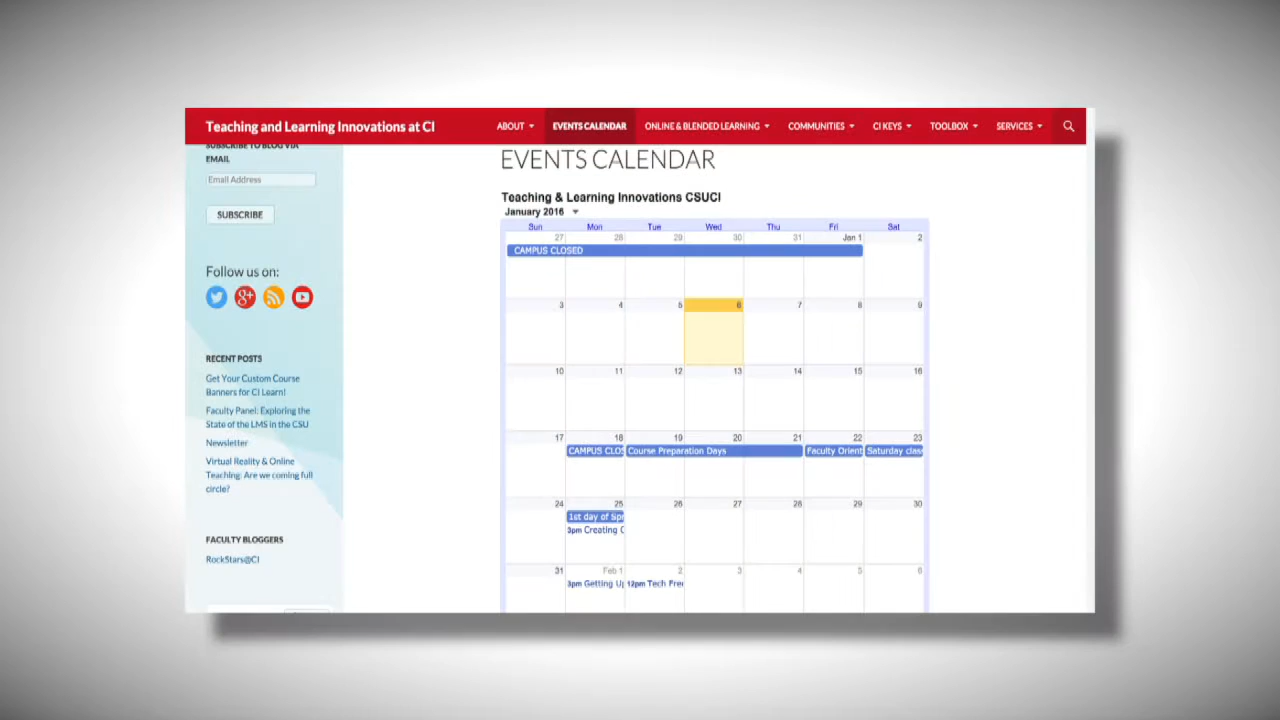 Teaching and Learning Innovations at CI
ABOUT
EVENTS CALENDAR
ONLINE & BLENDED LEARNING
COMMUNITIES
CI KEYS
TOOLBOX
SERVICES
SUBSCRIBE TO BLOG VIA
EMAIL
Email Address
SUBSCRIBE
Follow us on:
g+
RECENT POSTS
Get Your Custom Course
Banners for CI Learn!
Faculty Panel: Exploring the
State of the LMS in the CSU
Newsletter
Virtual Reality & Online
Teaching: Are we coming full
circle?
FACULTY BLOGGERS
RockStars@CI
EVENTS CALENDAR
Teaching & Learning Innovations CSUCI
January 2016
Sun Mon Tue Wed Thu Fri Sat
27 28 29 30 31 Jan 1 2
CAMPUS CLOSED
3 4 5 6 7 8 9
10 11 12 13 14 15 16
17 18 19 20 21 22 23
CAMPUS CLOS Course Preparation Days Faculty Orient Saturday clas
24 25 26 27 28 29 30
1st day of Spr
3pm Creating C
31 Feb 1 2 3 4 5 6
3pm Getting Up 12pm Tech Free